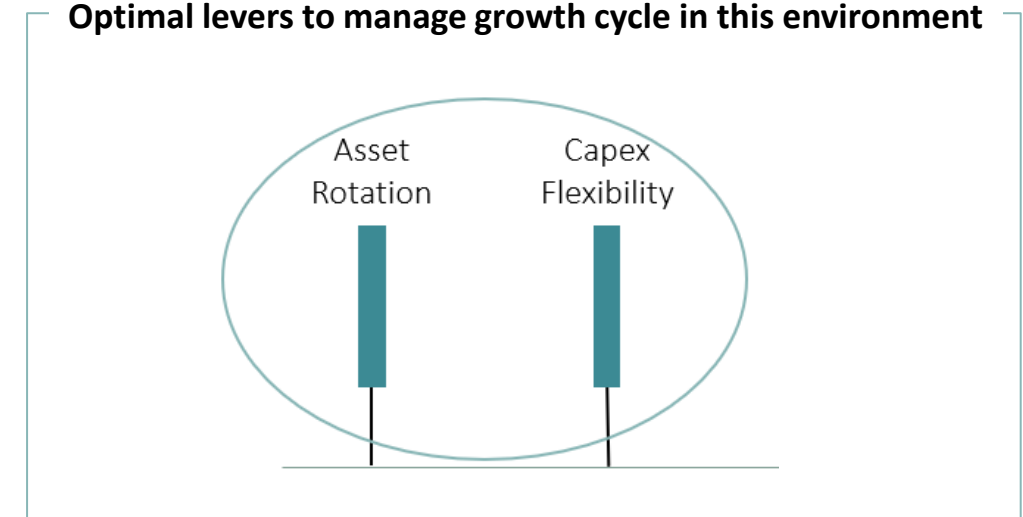 Optimal levers to manage growth cycle in this environment
Asset
Rotation
Capex
Flexibility